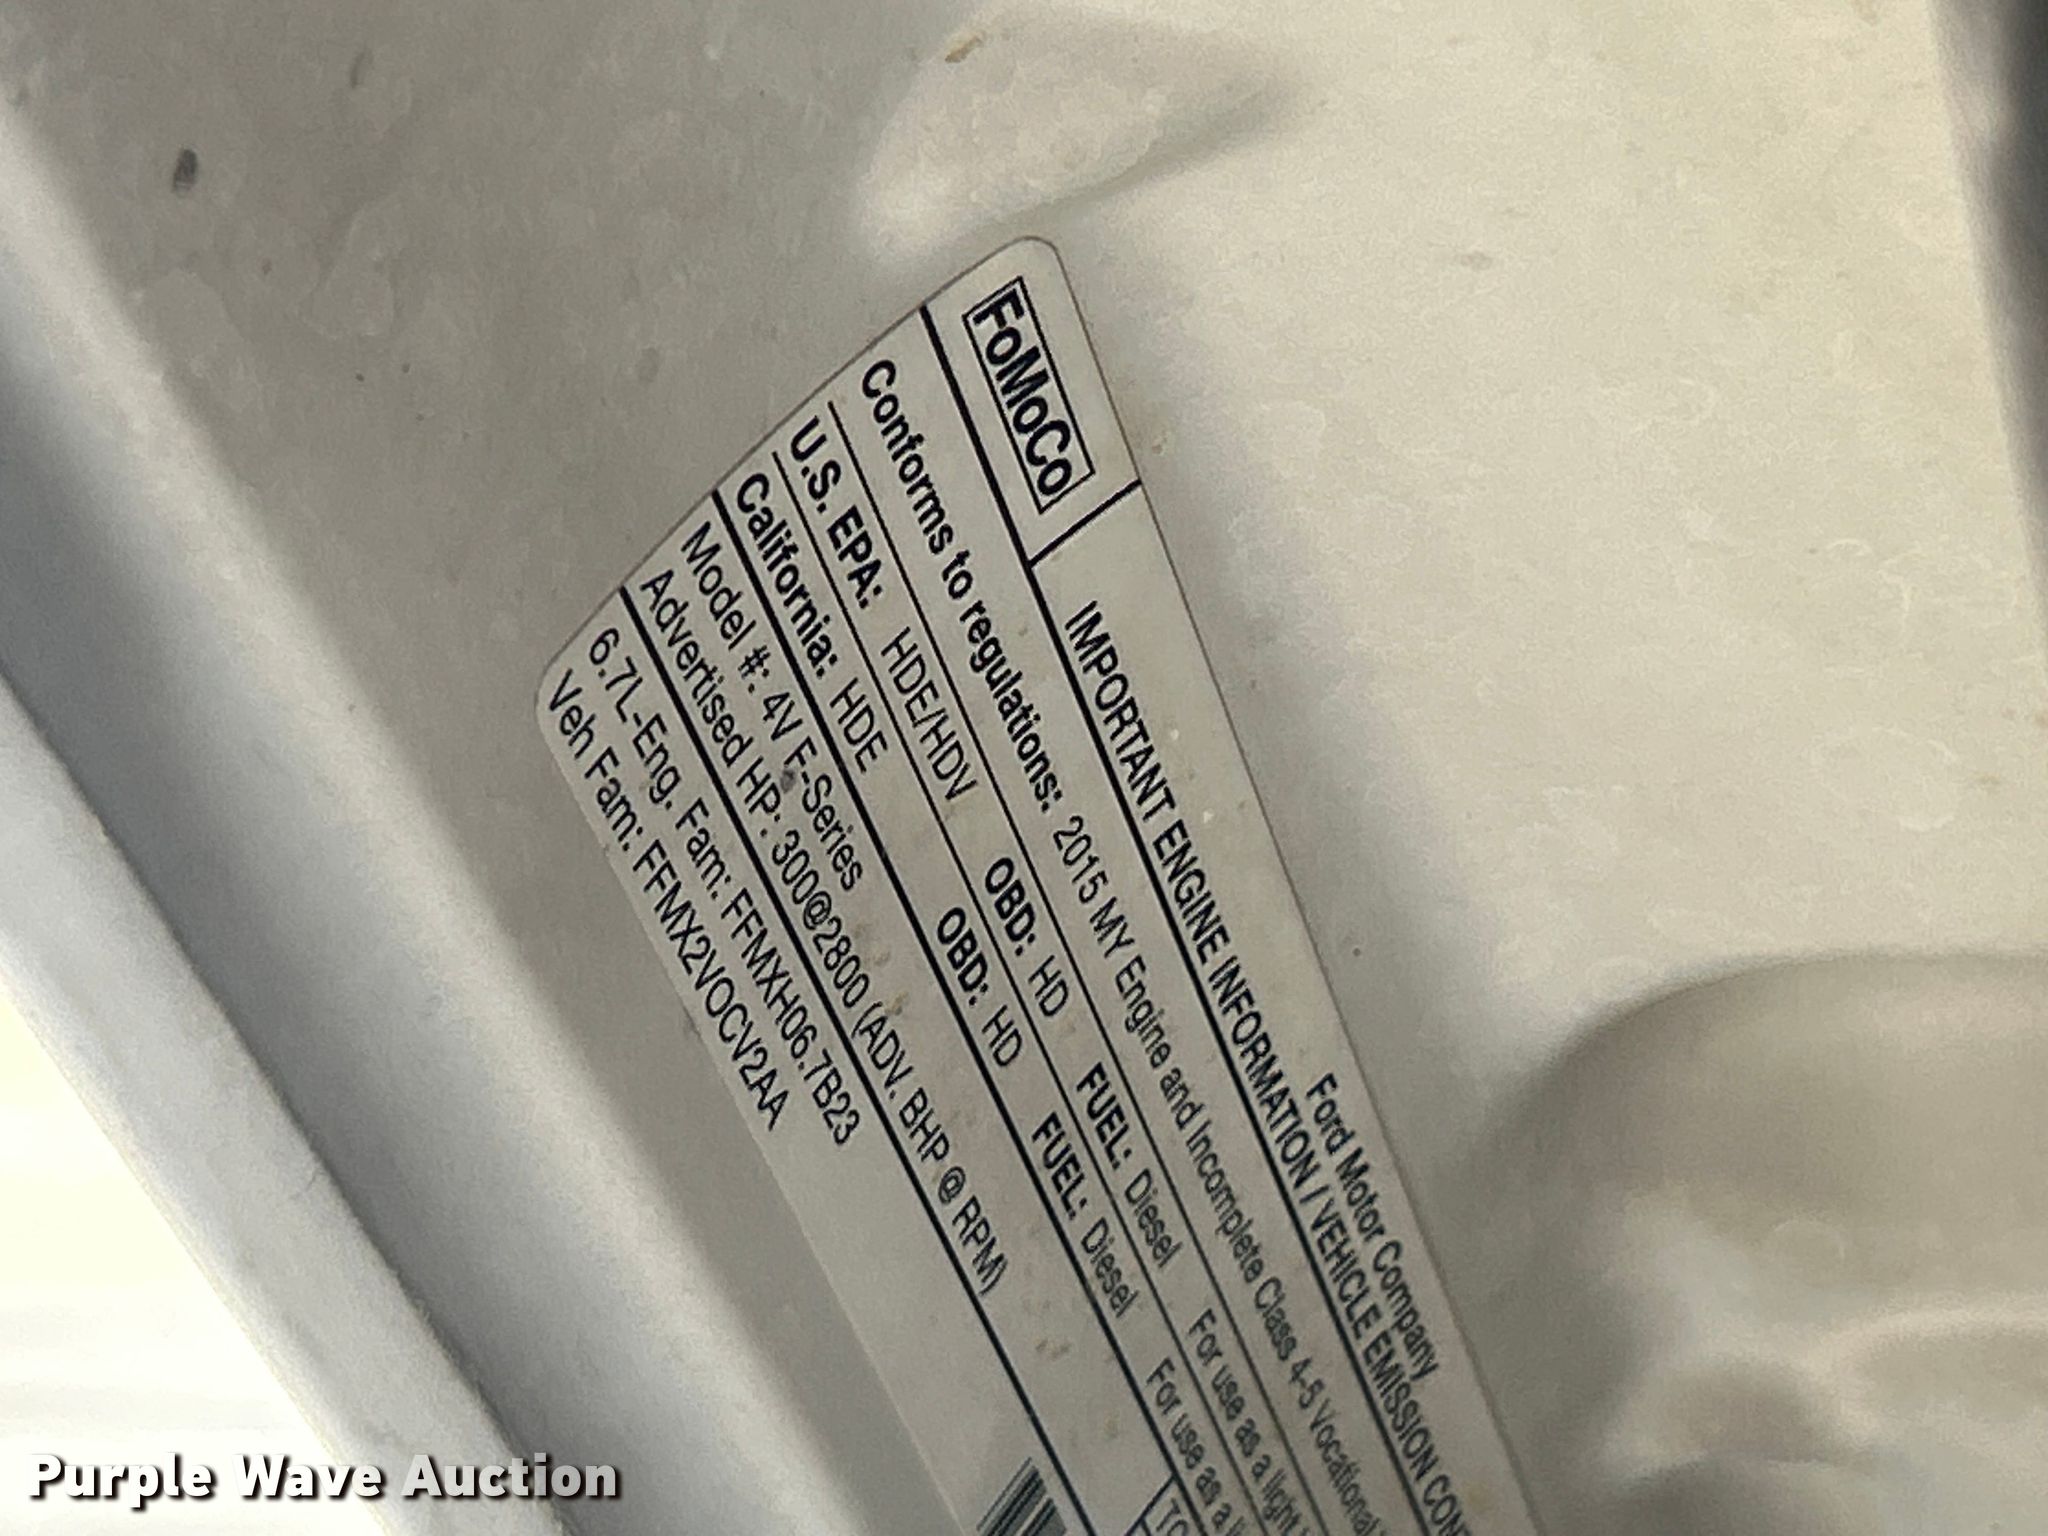 FoMoCo
Ford Motor Company
IMPORTANT ENGINE INFORMATION / VEHICLE EMISSION
Conforms to regulations: 2015 MY Engine and Incomplete Class 4-5 Vocational
U.S. EPA: HDE/HDV OBD: HD FUEL: Diesel For use as a light
California: HDE OBD: HD FUEL: Diesel For use as a
Model #: 4V F-Series
Advertised HP: 300@2800 (ADV. BHP @ RPM)
6.7L-Eng. Fam: FFMXH06.7B23
Veh Fam: FFMX2VOCV2AA
Purple Wave Auction